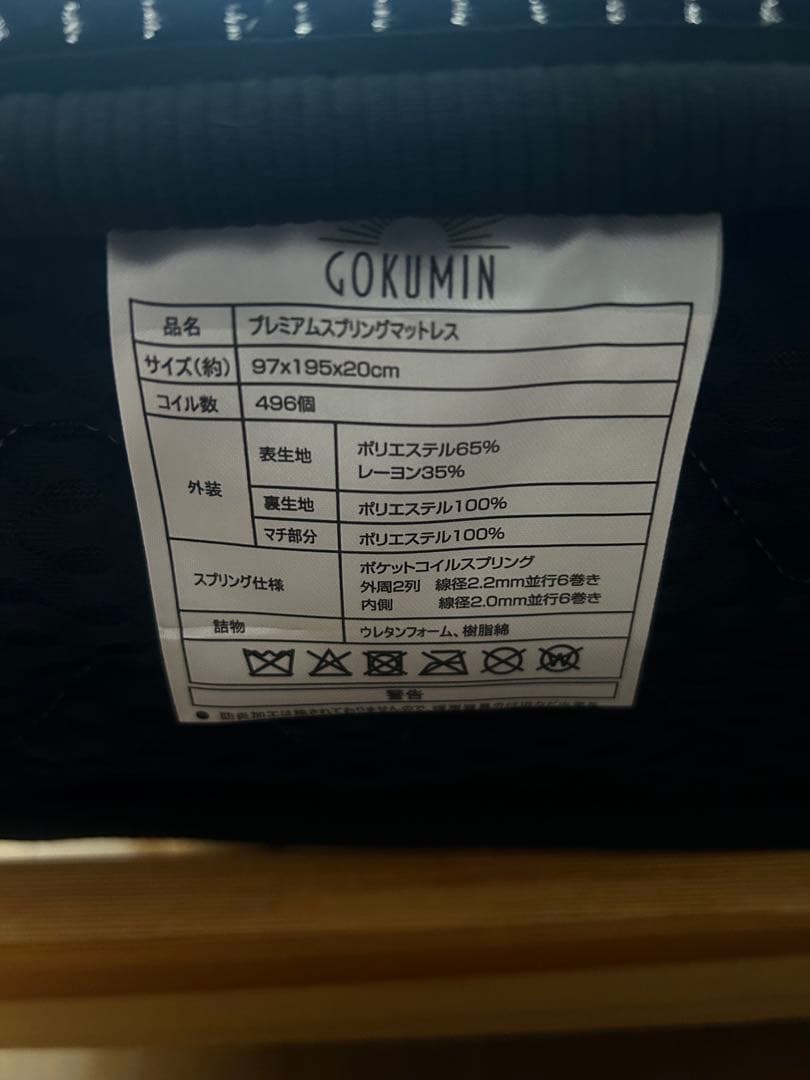 GOKUMIN
品名 プレミアムスプリングマットレス
サイズ(約) 97x195x20cm
コイル数 496個
外装 表生地 ポリエステル65%
レーヨン35%
裏生地 ポリエステル100%
マチ部分 ポリエステル100%
スプリング仕様 ポケットコイルスプリング
外周2列 線径2.2mm並行6巻き
内側 線径2.0mm並行6巻き
詰物 ウレタンフォーム、樹脂綿
警告